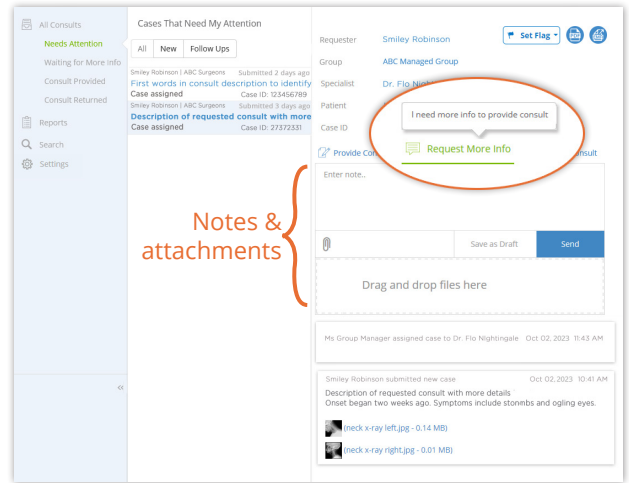 All Consults
Needs Attention
Waiting for More Info
Consult Provided
Consult Returned
Reports
Search
Settings
«
Cases That Need My Attention
All New Follow Ups
Smiley Robinson | ABC Surgeons Submitted 2 days ago
First words in consult description to identify
Case assigned Case ID: 123456789
Smiley Robinson | ABC Surgeons Submitted 3 days ago
Description of requested consult with more
Case assigned Case ID: 27372331
Notes &
attachments
Requester Smiley Robinson
Set Flag
Group ABC Managed Group
Specialist Dr. Flo Nightingale
Patient
Case ID
I need more info to provide consult
Provide Con
Request More Info
nsult
Enter note..
Save as Draft Send
Drag and drop files here
Ms Group Manager assigned case to Dr. Flo Nightingale Oct 02, 2023 11:43 AM
Smiley Robinson submitted new case Oct 02, 2023 10:41 AM
Description of requested consult with more details
Onset began two weeks ago. Symptoms include stonmbs and ogling eyes.
(neck x-ray left.jpg - 0.14 MB)
(neck x-ray right.jpg - 0.01 MB)